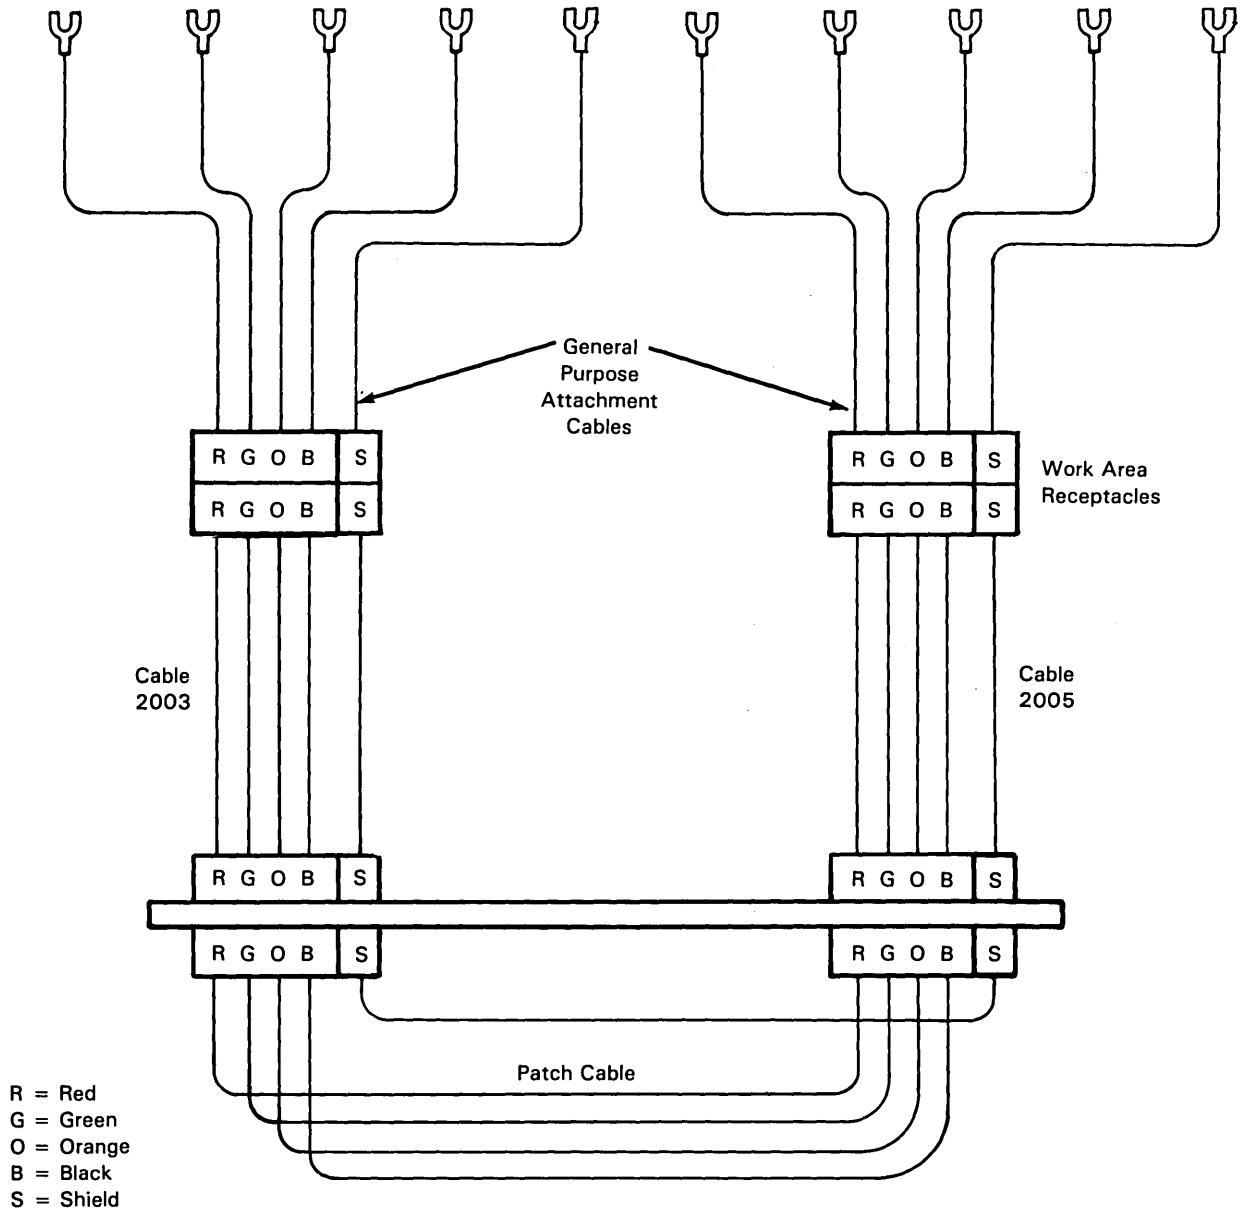 General
Purpose
Attachment
Cables
R G O B S
R G O B S
R G O B S
R G O B S
Work Area
Receptacles
Cable
2003
Cable
2005
R G O B S
R G O B S
R G O B S
R G O B S
Patch Cable
R = Red
G = Green
O = Orange
B = Black
S = Shield